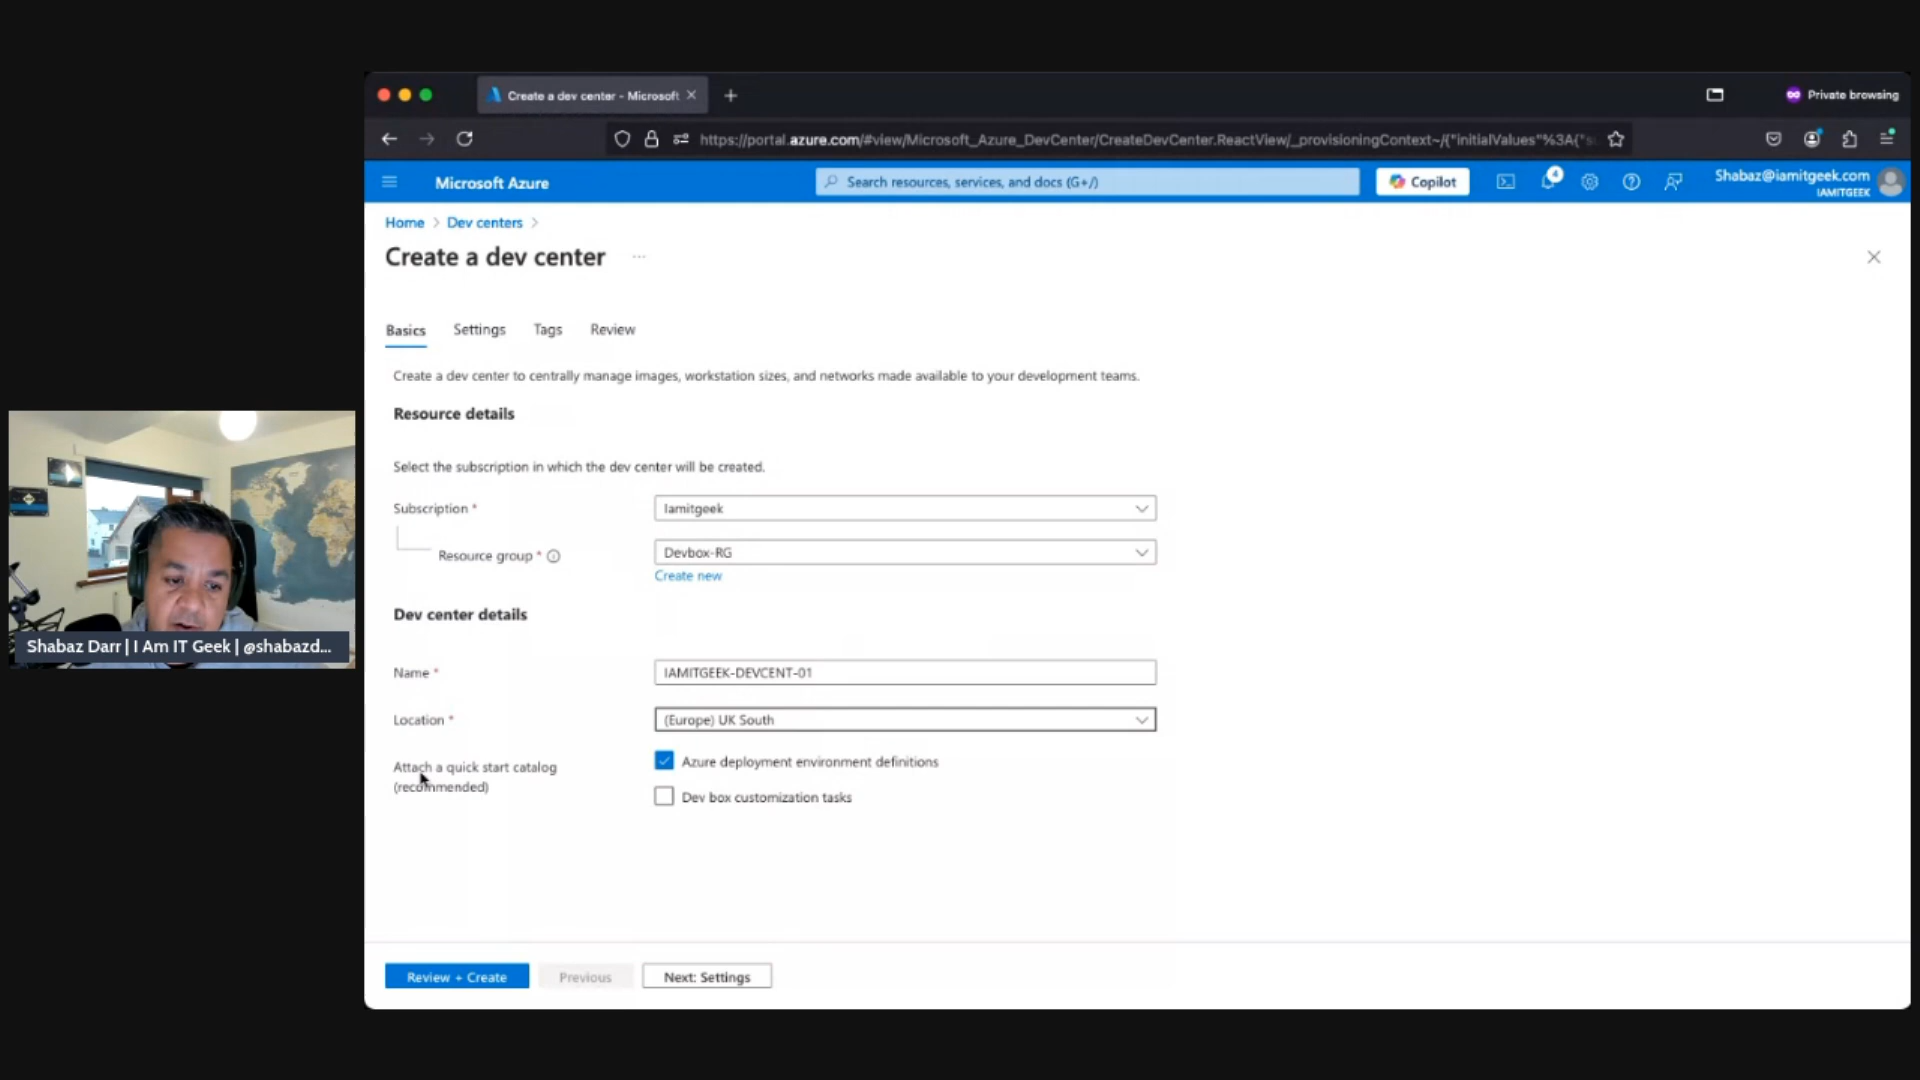 Create a dev center - Microsoft
Private browsing
https://portal.azure.com/#view/Microsoft_Azure_DevCenter/CreateDevCenter.ReactView/_provisioningContext~/{"initialValues"%3A{"s
Microsoft Azure
Search resources, services, and docs (G+/)
Copilot
4
Shabaz@iamitgeek.com
IAMITGEEK
Home > Dev centers >
Create a dev center ...
Basics Settings Tags Review
Create a dev center to centrally manage images, workstation sizes, and networks made available to your development teams.
Resource details
Select the subscription in which the dev center will be created.
Subscription *
Iamitgeek
Resource group *
Devbox-RG
Create new
Dev center details
Name *
IAMITGEEK-DEVCENT-01
Location *
(Europe) UK South
Attach a quick start catalog
(recommended)
Azure deployment environment definitions
Dev box customization tasks
Review + Create
Previous
Next: Settings
Shabaz Darr | I Am IT Geek | @shabazd...